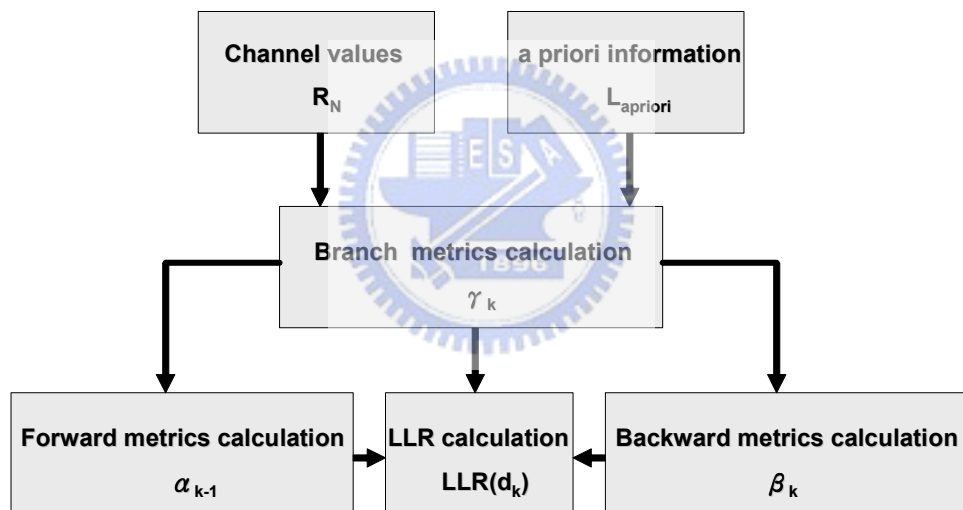 Channel values
R_N
a priori information
L_apriori
E S A
Branch metrics calculation
1896
γ_k
Forward metrics calculation
α_k-1
LLR calculation
LLR(d_k)
Backward metrics calculation
β_k